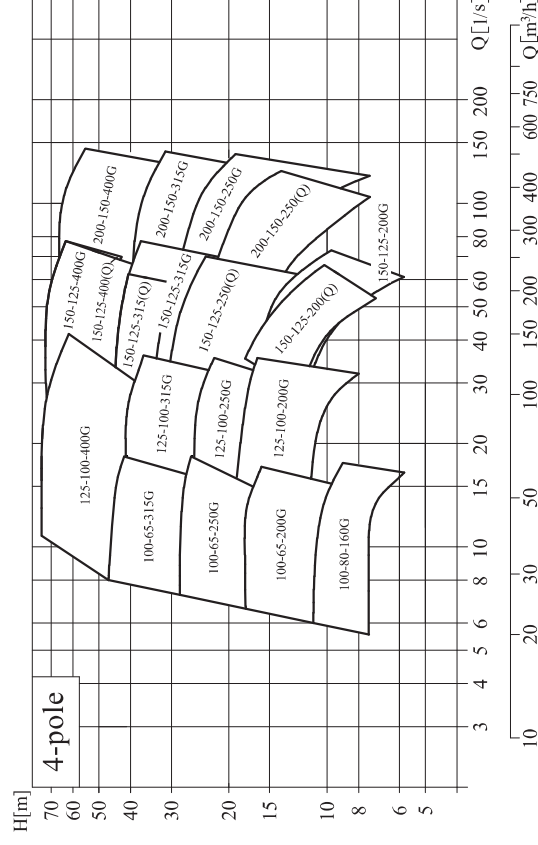 4-pole
H[m]
70
60
50
40
30
20
15
10
8
6
5
200-150-400G
200-150-315G
200-150-250G
200-150-250(Q)
150-125-200G
150-125-400G
150-125-400(Q)
150-125-315(Q)
150-125-315G
150-125-250(Q)
150-125-200(Q)
125-100-400G
125-100-315G
125-100-250G
125-100-200G
100-65-315G
100-65-250G
100-65-200G
100-80-160G
3
4
5
6
8
10
15
20
30
40
50
60
80
100
150
200
Q[1/s]
10
20
30
50
100
150
200
300
400
600
750
Q[m³/h]